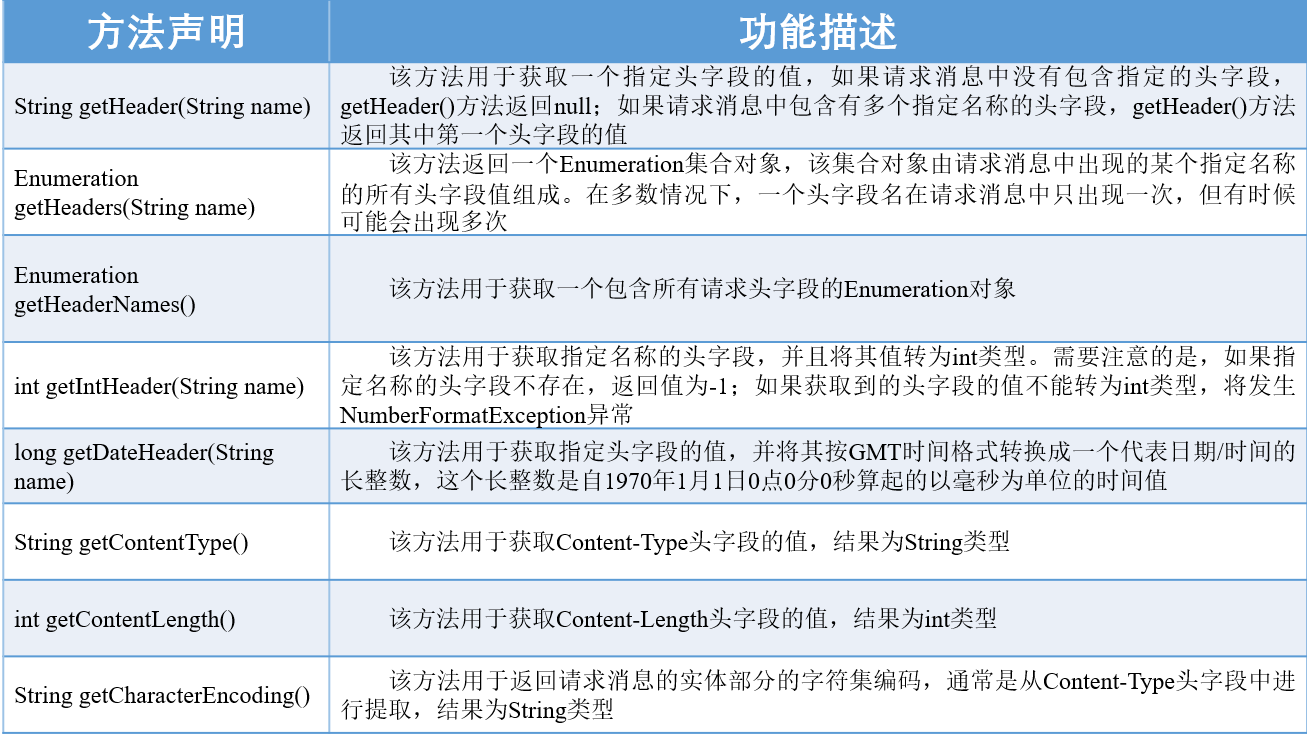 方法声明
功能描述
String getHeader(String name)
该方法用于获取一个指定头字段的值，如果请求消息中没有包含指定的头字段，
getHeader()方法返回null；如果请求消息中包含有多个指定名称的头字段，getHeader()方法
返回其中第一个头字段的值
Enumeration
getHeaders(String name)
该方法返回一个Enumeration集合对象，该集合对象由请求消息中出现的某个指定名称
的所有头字段值组成。在多数情况下，一个头字段名在请求消息中只出现一次，但有时候
可能会出现多次
Enumeration
getHeaderNames()
该方法用于获取一个包含所有请求头字段的Enumeration对象
int getIntHeader(String name)
该方法用于获取指定名称的头字段，并且将其值转为int类型。需要注意的是，如果指
定名称的头字段不存在，返回值为-1；如果获取到的头字段的值不能转为int类型，将发生
NumberFormatException异常
long getDateHeader(String
name)
该方法用于获取指定头字段的值，并将其按GMT时间格式转换成一个代表日期/时间的
长整数，这个长整数是自1970年1月1日0点0分0秒算起的以毫秒为单位的时间值
String getContentType()
该方法用于获取Content-Type头字段的值，结果为String类型
int getContentLength()
该方法用于获取Content-Length头字段的值，结果为int类型
String getCharacterEncoding()
该方法用于返回请求消息的实体部分的字符集编码，通常是从Content-Type头字段中进
行提取，结果为String类型